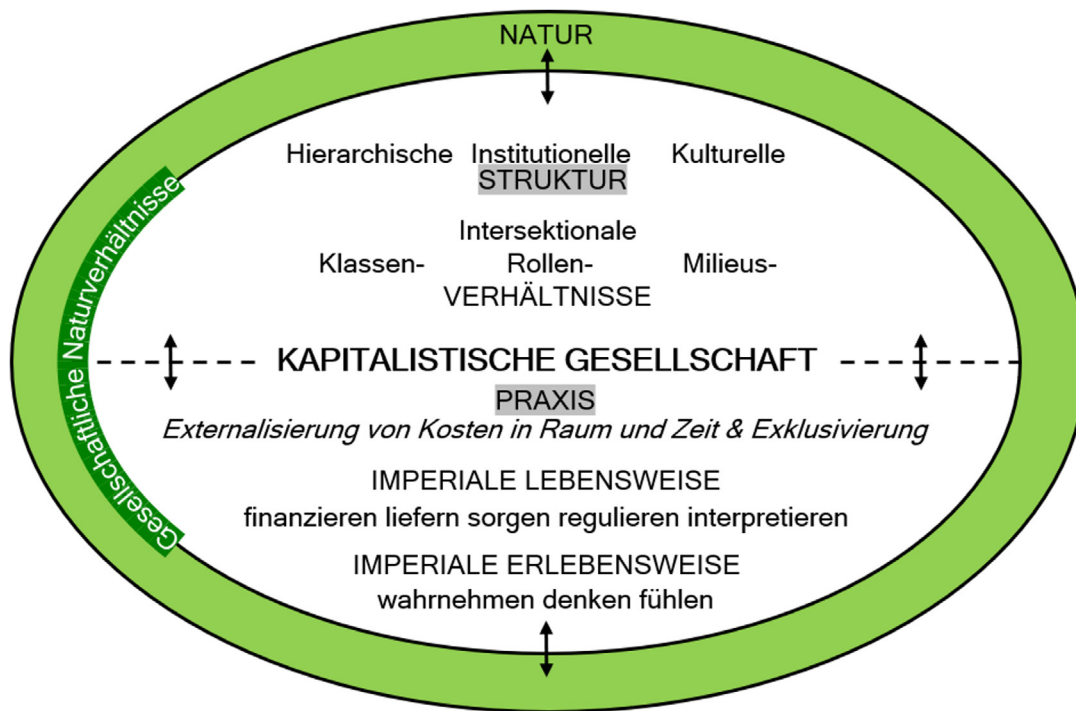 NATUR
Hierarchische Institutionelle Kulturelle
STRUKTUR
Intersektionale
Klassen- Rollen- Milieus-
VERHÄLTNISSE
Gesellschaftliche Naturverhältnisse
KAPITALISTISCHE GESELLSCHAFT
PRAXIS
Externalisierung von Kosten in Raum und Zeit & Exklusivierung
IMPERIALE LEBENSWEISE
finanzieren liefern sorgen regulieren interpretieren
IMPERIALE ERLEBENSWEISE
wahrnehmen denken fühlen